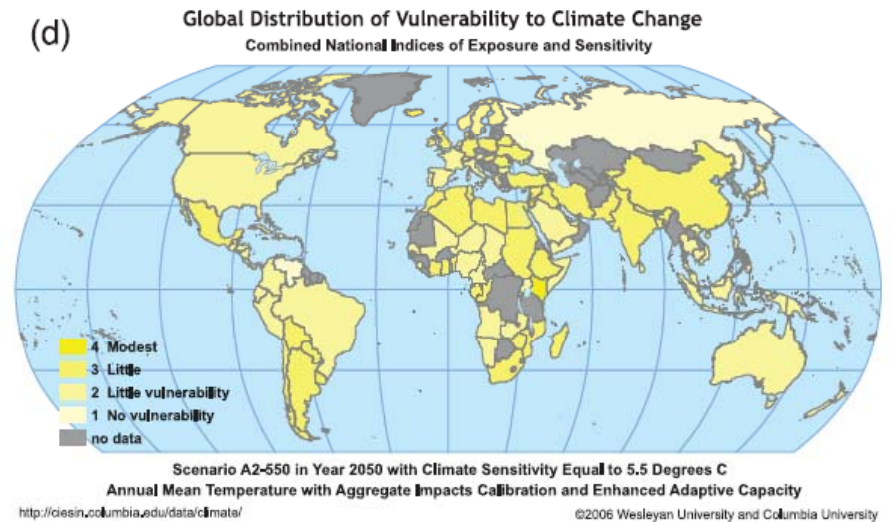 (d)
Global Distribution of Vulnerability to Climate Change
Combined National Indices of Exposure and Sensitivity
4 Modest
3 Little
2 Little vulnerability
1 No vulnerability
no data
Scenario A2-550 in Year 2050 with Climate Sensitivity Equal to 5.5 Degrees C
Annual Mean Temperature with Aggregate Impacts Calibration and Enhanced Adaptive Capacity
http://ciesin.columbia.edu/data/climate/ ©2006 Wesleyan University and Columbia University